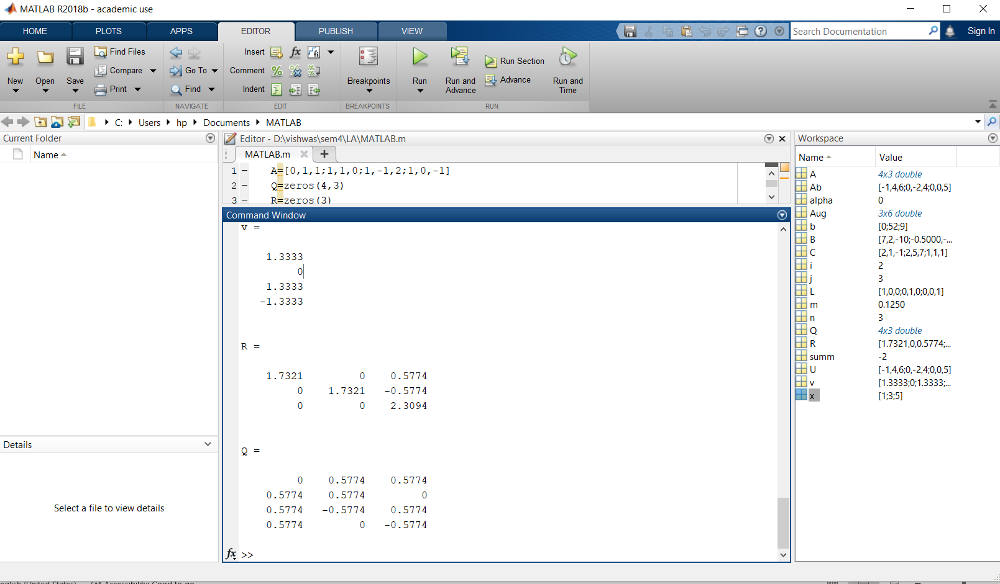 MATLAB R2018b - academic use
HOME PLOTS APPS EDITOR PUBLISH VIEW
Search Documentation
Sign In
New
Open
Save
Find Files
Compare
Print
FILE
Go To
Find
NAVIGATE
Insert fx fi
Comment % % %
Indent
EDIT
Breakpoints
BREAKPOINTS
Run
Run and
Advance
Run Section
Advance
Run and
Time
RUN
C: Users hp Documents MATLAB
Current Folder
Name
Details
Select a file to view details
Editor - D:\vishwas\sem4\LA\MATLAB.m
MATLAB.m
1 - A=[0,1,1;1,1,0;1,-1,2;1,0,-1]
2 - Q=zeros(4,3)
3 - R=zeros(3)
Command Window
v =
1.3333
0
1.3333
-1.3333
R =
1.7321 0 0.5774
0 1.7321 -0.5774
0 0 2.3094
Q =
0 0.5774 0.5774
0.5774 0.5774 0
0.5774 -0.5774 0.5774
0.5774 0 -0.5774
fx >>
Workspace
Name Value
A 4x3 double
Ab [-1,4,6;0,-2,4;0,0,5]
alpha 0
Aug 3x6 double
b [0;52;9]
B [7,2,-10;-0.5000,-...
C [2,1,-1;2,5,7;1,1,1]
i 2
j 3
L [1,0,0;0,1,0;0,0,1]
m 0.1250
n 3
Q 4x3 double
R [1.7321,0,0.5774;...
summ -2
U [-1,4,6;0,-2,4;0,0,5]
v [1.3333;0;1.3333;...
x [1;3;5]